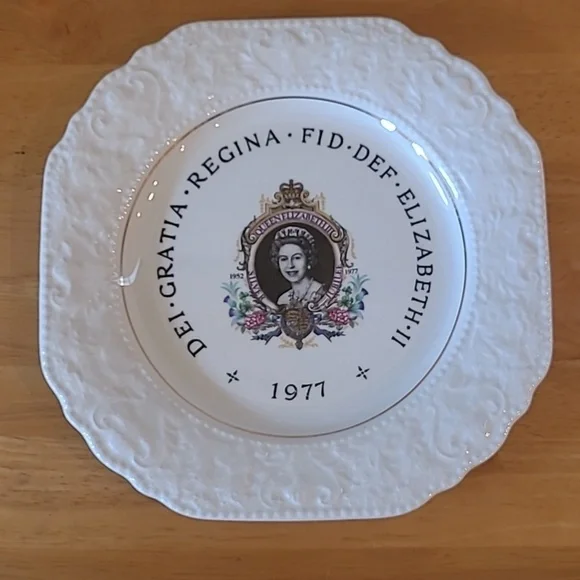 DEI·GRATIA·REGINA·FID·DEF·ELIZABETH·II
QUEEN ELIZABETH II
1952 1977
1977